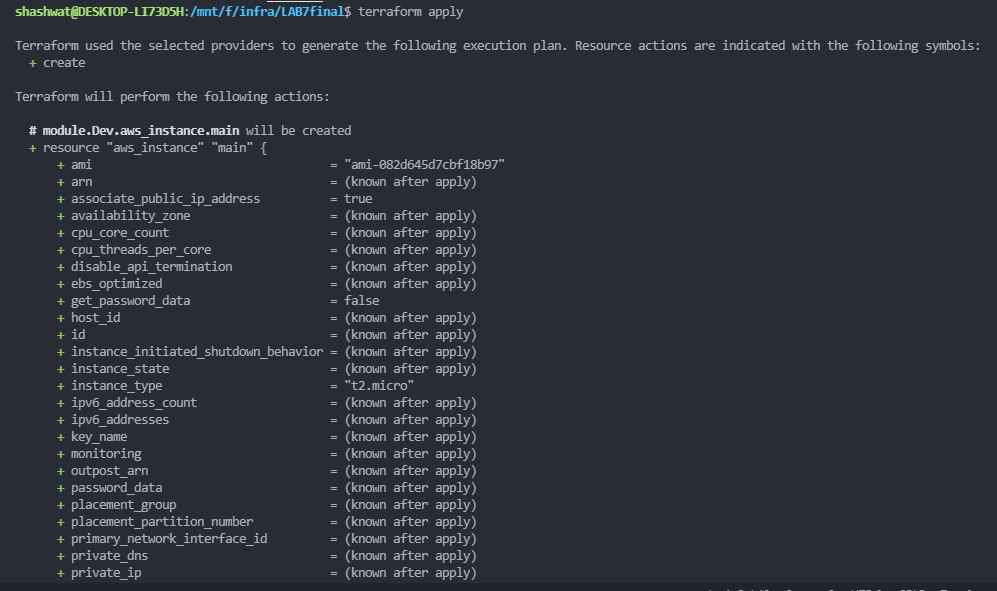 shashwat@DESKTOP-LI73D5H:/mnt/f/infra/LAB7final$ terraform apply
Terraform used the selected providers to generate the following execution plan. Resource actions are indicated with the following symbols:
+ create
Terraform will perform the following actions:
# module.Dev.aws_instance.main will be created
+ resource "aws_instance" "main" {
+ ami = "ami-082d645d7cbf18b97"
+ arn = (known after apply)
+ associate_public_ip_address = true
+ availability_zone = (known after apply)
+ cpu_core_count = (known after apply)
+ cpu_threads_per_core = (known after apply)
+ disable_api_termination = (known after apply)
+ ebs_optimized = (known after apply)
+ get_password_data = false
+ host_id = (known after apply)
+ id = (known after apply)
+ instance_initiated_shutdown_behavior = (known after apply)
+ instance_state = (known after apply)
+ instance_type = "t2.micro"
+ ipv6_address_count = (known after apply)
+ ipv6_addresses = (known after apply)
+ key_name = (known after apply)
+ monitoring = (known after apply)
+ outpost_arn = (known after apply)
+ password_data = (known after apply)
+ placement_group = (known after apply)
+ placement_partition_number = (known after apply)
+ primary_network_interface_id = (known after apply)
+ private_dns = (known after apply)
+ private_ip = (known after apply)